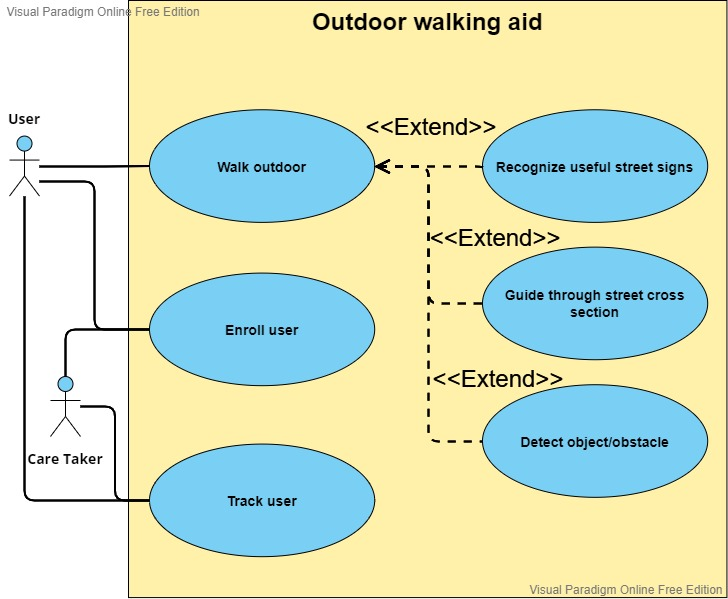 Visual Paradigm Online Free Edition
Outdoor walking aid
User
<<Extend>>
Walk outdoor
Recognize useful street signs
<<Extend>>
Guide through street cross
section
Enroll user
<<Extend>>
Care Taker
Detect object/obstacle
Track user
Visual Paradigm Online Free Edition